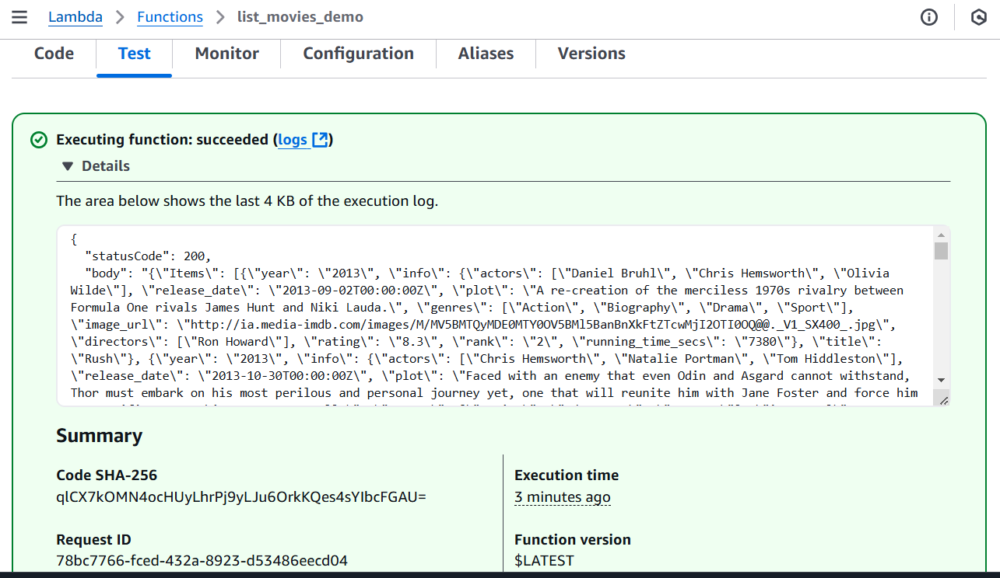 Lambda > Functions > list_movies_demo
Code Test Monitor Configuration Aliases Versions
Executing function: succeeded (logs)
Details
The area below shows the last 4 KB of the execution log.
{
"statusCode": 200,
"body": "{\"Items\": [{\"year\": \"2013\", \"info\": {\"actors\": [\"Daniel Bruhl\", \"Chris Hemsworth\", \"Olivia
Wilde\"], \"release_date\": \"2013-09-02T00:00:00Z\", \"plot\": \"A re-creation of the merciless 1970s rivalry between
Formula One rivals James Hunt and Niki Lauda.\", \"genres\": [\"Action\", \"Biography\", \"Drama\", \"Sport\"],
\"image_url\": \"http://ia.media-imdb.com/images/M/MV5BMTQyMDE0MTY0OV5BMl5BanBnXkFtZTcwMjI2OTI0OQ@@._V1_SX400_.jpg\",
\"directors\": [\"Ron Howard\"], \"rating\": \"8.3\", \"rank\": \"2\", \"running_time_secs\": \"7380\"}, \"title\":
\"Rush\"}, {\"year\": \"2013\", \"info\": {\"actors\": [\"Chris Hemsworth\", \"Natalie Portman\", \"Tom Hiddleston\"],
\"release_date\": \"2013-10-30T00:00:00Z\", \"plot\": \"Faced with an enemy that even Odin and Asgard cannot withstand,
Thor must embark on his most perilous and personal journey yet, one that will reunite him with Jane Foster and force him
Summary
Code SHA-256
qlCX7kOMN4ocHUyLhrPj9yLJu6OrkKQes4sYIbcFGAU=
Execution time
3 minutes ago
Request ID
78bc7766-fced-432a-8923-d53486eecd04
Function version
$LATEST